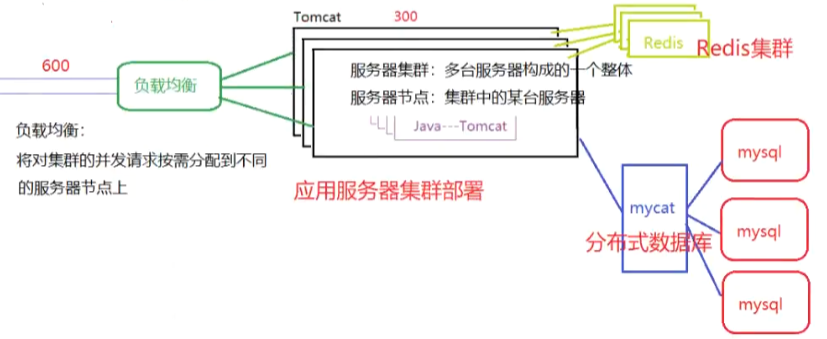 Tomcat 300
600
负载均衡
Redis
Redis集群
服务器集群：多台服务器构成的一个整体
服务器节点：集群中的某台服务器
Java---Tomcat
负载均衡：
将对集群的并发请求按需分配到不同
的服务器节点上
应用服务器集群部署
mycat
分布式数据库
mysql
mysql
mysql